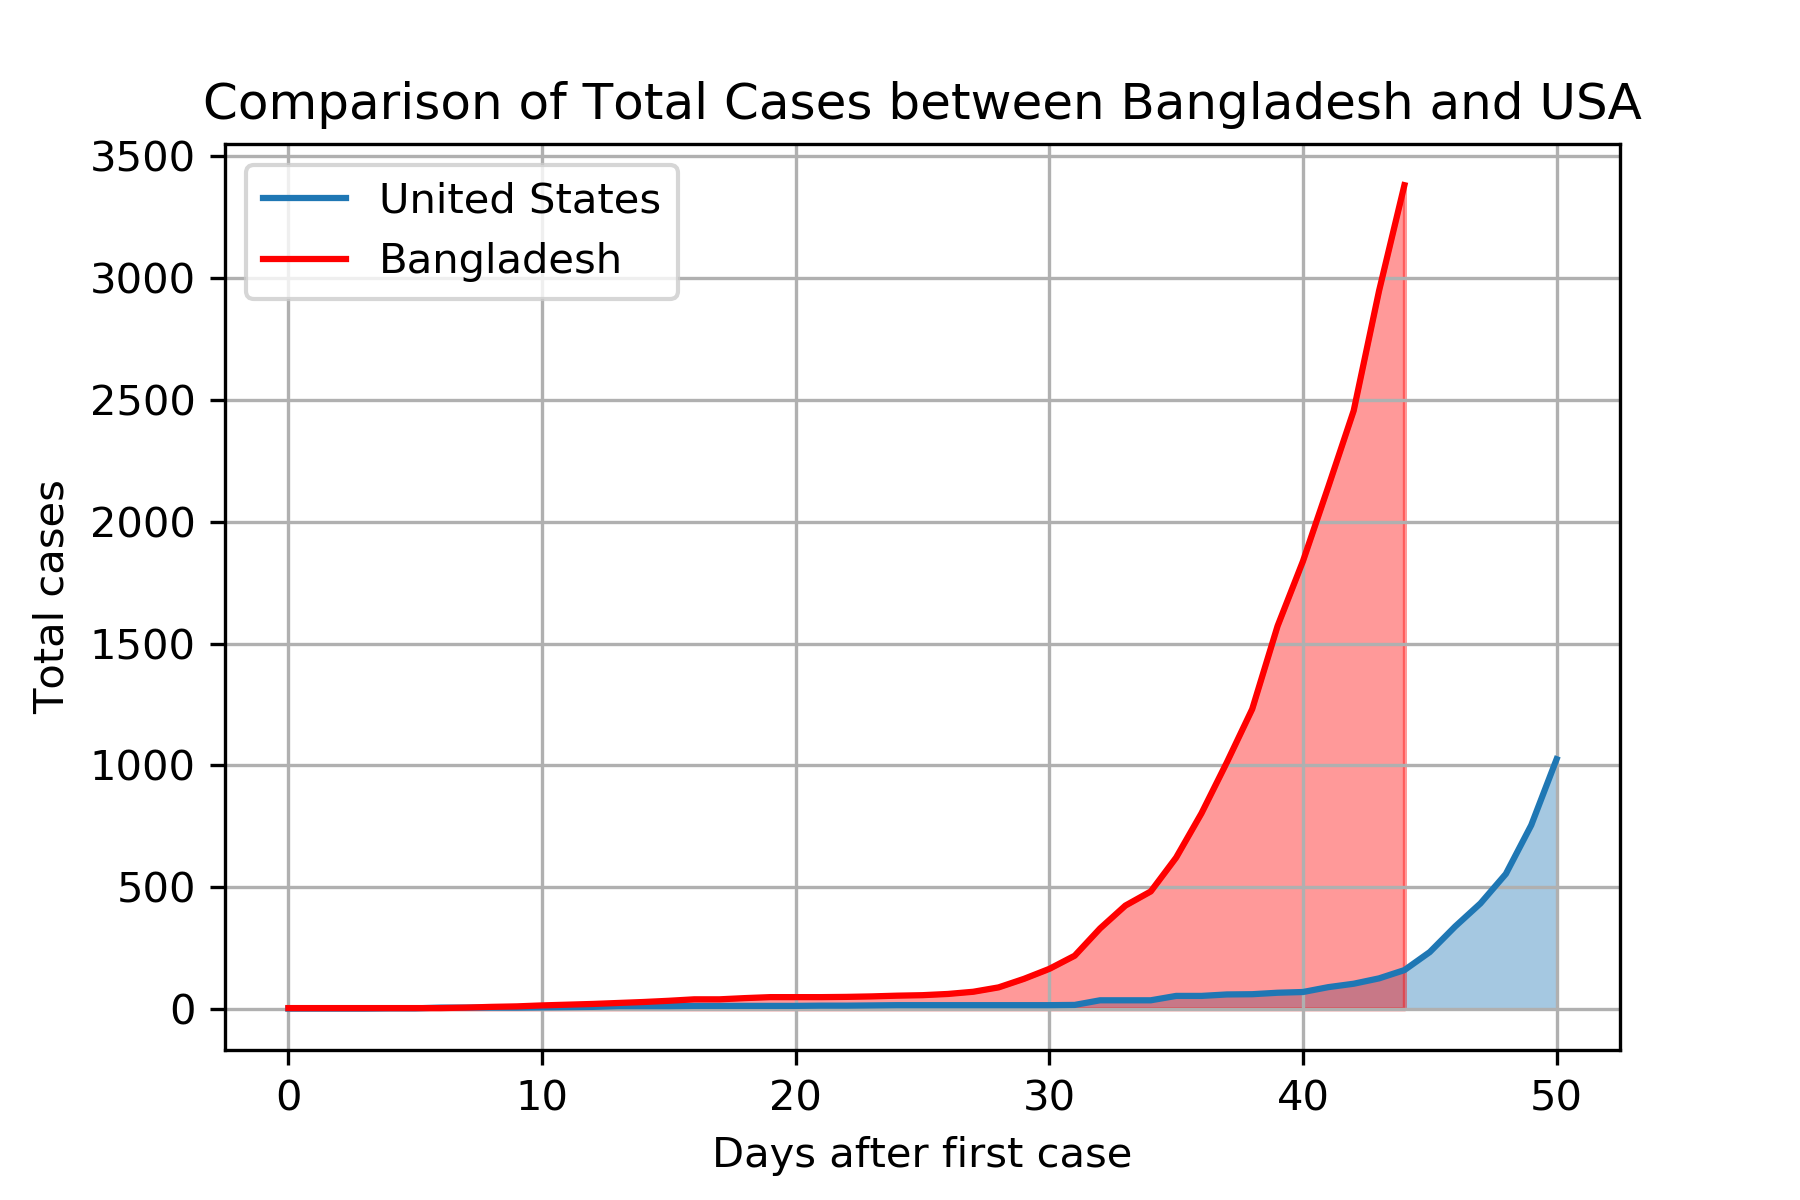 Comparison of Total Cases between Bangladesh and USA
3500
3000
2500
2000
1500
1000
500
0
Total cases
United States
Bangladesh
0 10 20 30 40 50
Days after first case